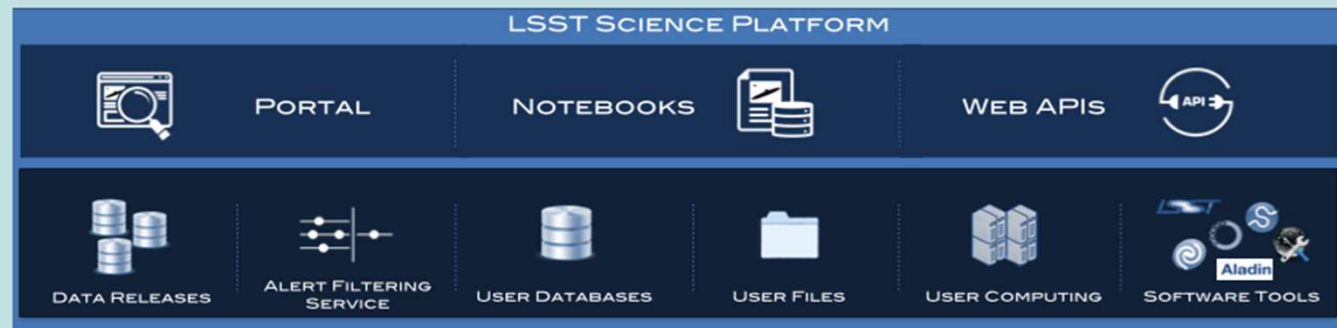 LSST SCIENCE PLATFORM
PORTAL
NOTEBOOKS
WEB APIS
API
LSST
Aladin
DATA RELEASES
ALERT FILTERING
SERVICE
USER DATABASES
USER FILES
USER COMPUTING
SOFTWARE TOOLS